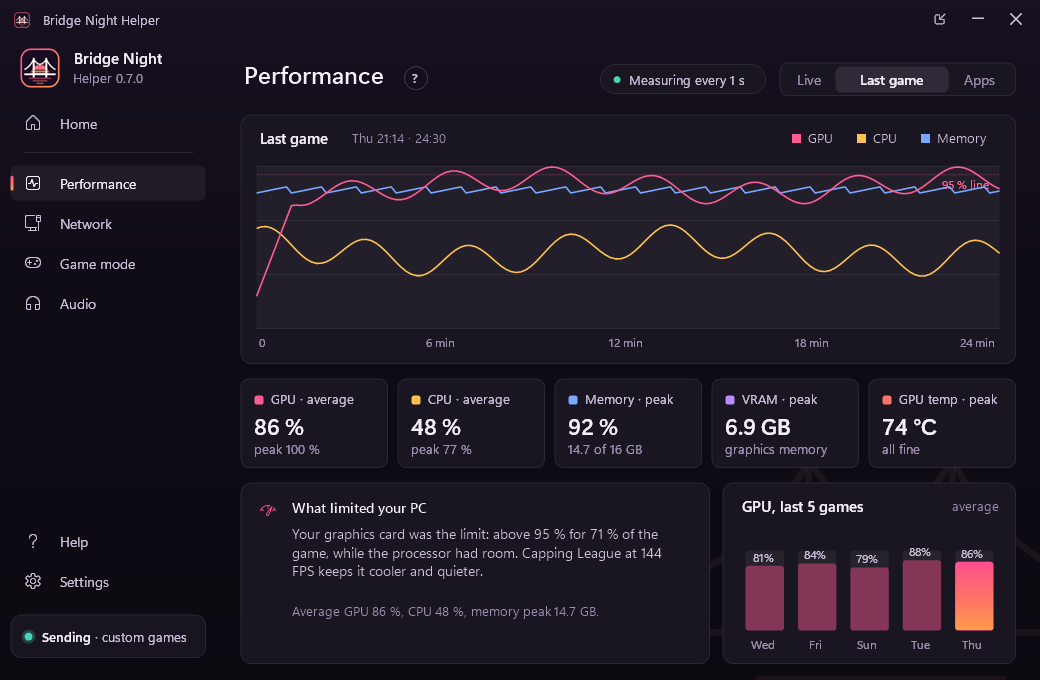 Bridge Night Helper
Bridge Night
Helper 0.7.0
Home
Performance
Network
Game mode
Audio
? Help
Settings
Sending · custom games
Performance ?
Measuring every 1 s
Live Last game Apps
Last game Thu 21:14 · 24:30
GPU CPU Memory
95 % line
0 6 min 12 min 18 min 24 min
GPU · average
86 %
peak 100 %
CPU · average
48 %
peak 77 %
Memory · peak
92 %
14.7 of 16 GB
VRAM · peak
6.9 GB
graphics memory
GPU temp · peak
74 °C
all fine
What limited your PC
Your graphics card was the limit: above 95 % for 71 % of the
game, while the processor had room. Capping League at 144
FPS keeps it cooler and quieter.
Average GPU 86 %, CPU 48 %, memory peak 14.7 GB.
GPU, last 5 games average
81% 84% 79% 88% 86%
Wed Fri Sun Tue Thu